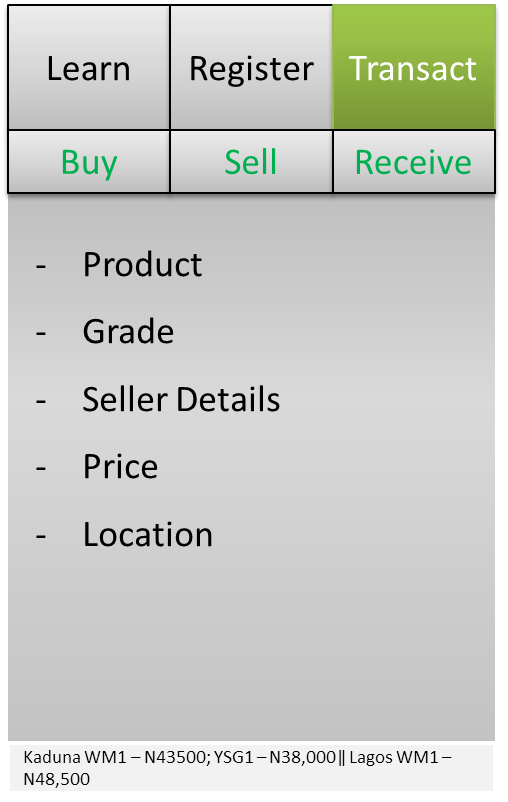 Learn Register Transact
Buy Sell Receive
- Product
- Grade
- Seller Details
- Price
- Location
Kaduna WM1 – N43500; YSG1 – N38,000|| Lagos WM1 –
N48,500